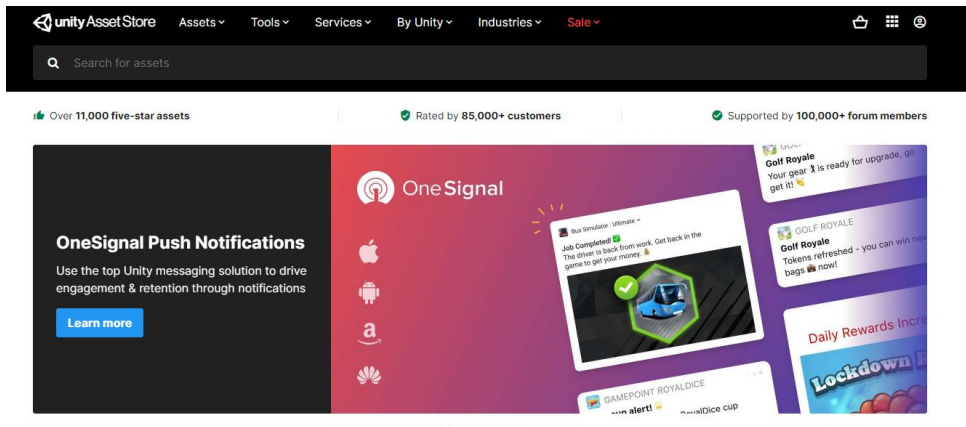 unity Asset Store
Assets
Tools
Services
By Unity
Industries
Sale
Search for assets
Over 11,000 five-star assets
Rated by 85,000+ customers
Supported by 100,000+ forum members
OneSignal Push Notifications
Use the top Unity messaging solution to drive
engagement & retention through notifications
Learn more
OneSignal
a
Bus Simulator : Ultimate
Job Completed!
The driver is back from work. Get back in the
game to get your money.
Golf Royale
Your gear is ready for upgrade, go
get it!
GOLF ROYALE
Golf Royale
Tokens refreshed - you can win new
bags now!
Daily Rewards
Lockdown
GAMEPOINT ROYALDICE
alert!
RoyalDice cup